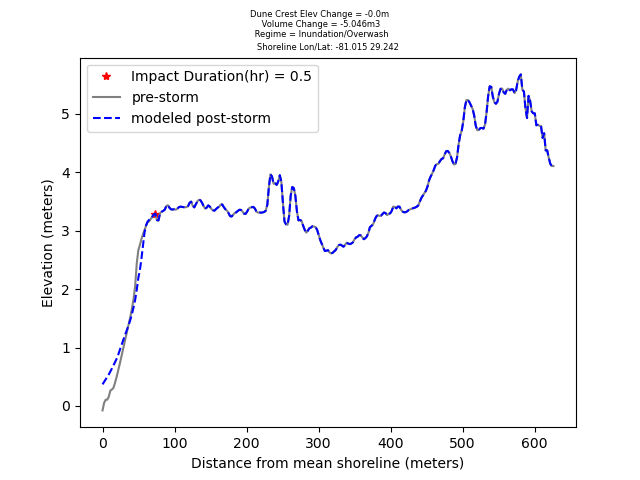 Dune Crest Elev Change = -0.0m
Volume Change = -5.046m3
Regime = Inundation/Overwash
Shoreline Lon/Lat: -81.015 29.242
Impact Duration(hr) = 0.5
pre-storm
modeled post-storm
Elevation (meters)
5
4
3
2
1
0
0 100 200 300 400 500 600
Distance from mean shoreline (meters)